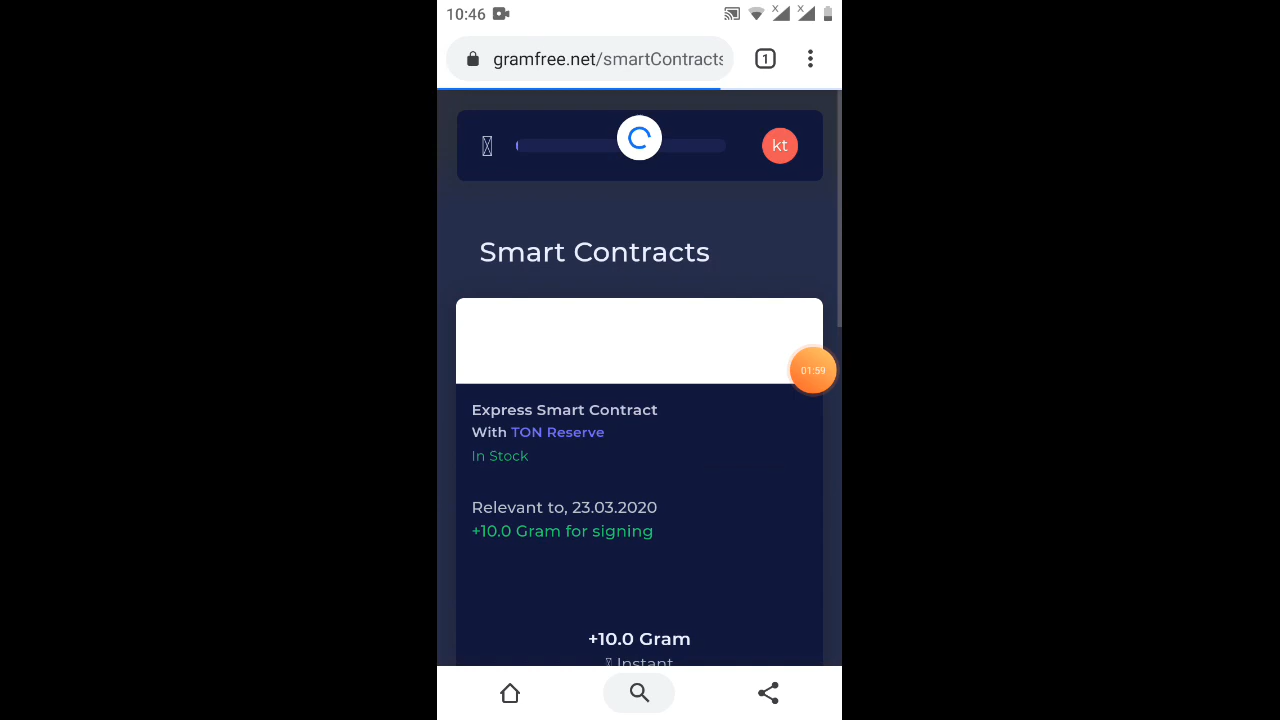 10:46
gramfree.net/smartContracts
1
kt
Smart Contracts
01:59
Express Smart Contract
With TON Reserve
In Stock
Relevant to, 23.03.2020
+10.0 Gram for signing
+10.0 Gram
Instant